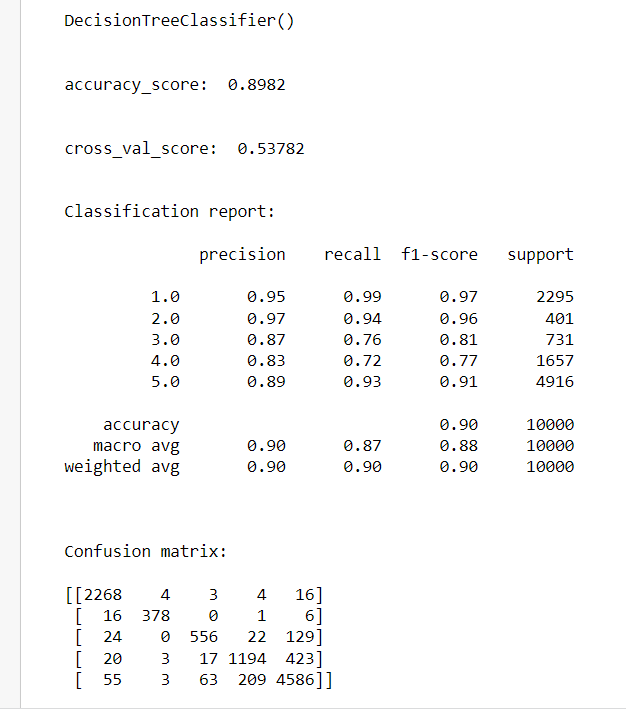 DecisionTreeClassifier()
accuracy_score:  0.8982
cross_val_score:  0.53782
Classification report:
              precision    recall  f1-score   support
         1.0       0.95      0.99      0.97      2295
         2.0       0.97      0.94      0.96       401
         3.0       0.87      0.76      0.81       731
         4.0       0.83      0.72      0.77      1657
         5.0       0.89      0.93      0.91      4916
    accuracy                           0.90     10000
   macro avg       0.90      0.87      0.88     10000
weighted avg       0.90      0.90      0.90     10000
Confusion matrix:
[[2268    4    3    4   16]
 [  16  378    0    1    6]
 [  24    0  556   22  129]
 [  20    3   17 1194  423]
 [  55    3   63  209 4586]]